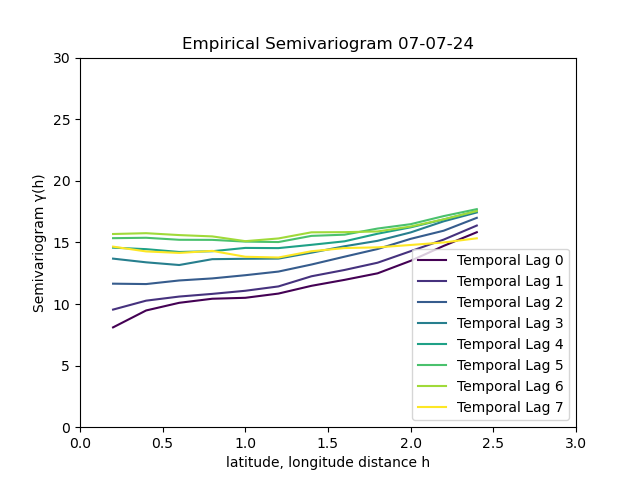 Empirical Semivariogram 07-07-24
Semivariogram γ(h)
30
25
20
15
10
5
0
0.0 0.5 1.0 1.5 2.0 2.5 3.0
latitude, longitude distance h
Temporal Lag 0
Temporal Lag 1
Temporal Lag 2
Temporal Lag 3
Temporal Lag 4
Temporal Lag 5
Temporal Lag 6
Temporal Lag 7